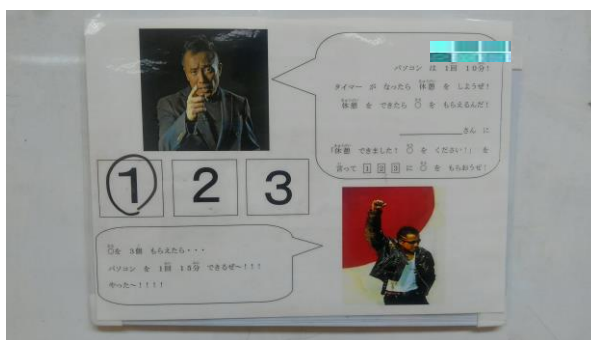 パソコン は 1回 10分!
タイマー が なったら 休憩 を しようぜ!
休憩 を できたら を もらえるんだ!
さん に
「休憩 できました! を ください!」 を
言って 1 2 3 に を もらおうぜ!
1 2 3
を 3個 もらえたら・・・
パソコン を 1回 15分 できるぜ~!!!
やった~!!!!